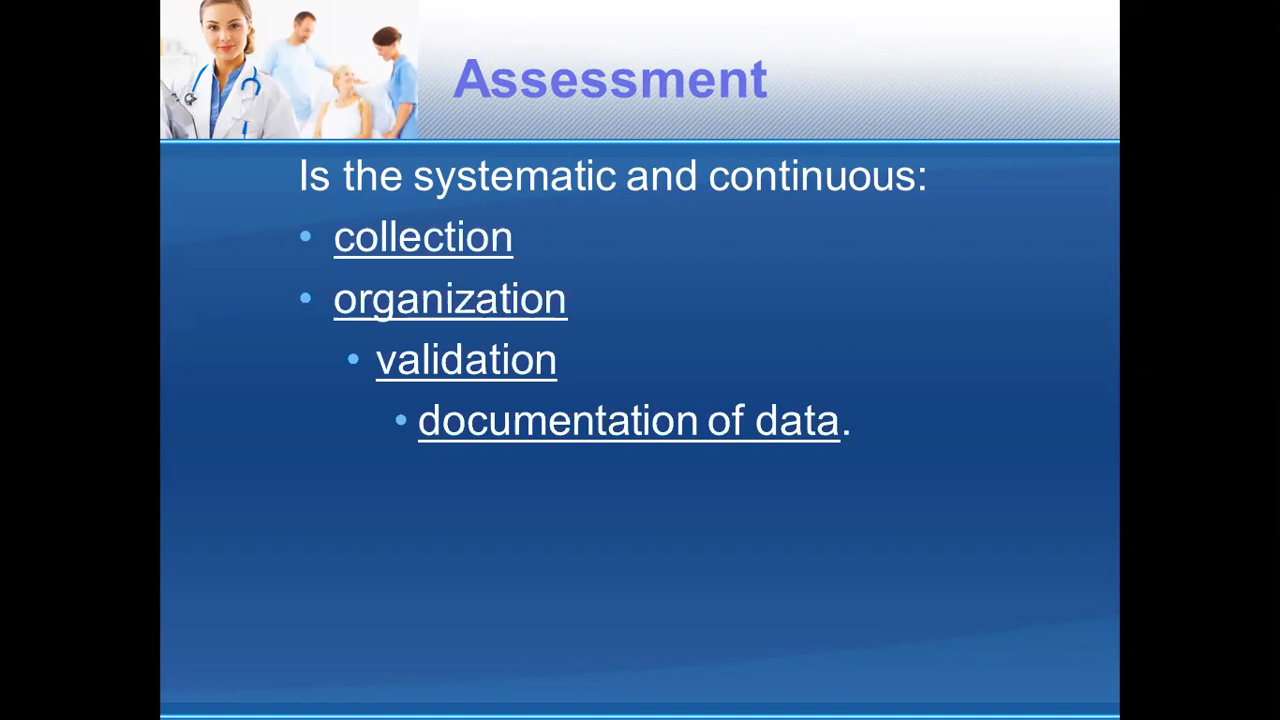 Assessment
Is the systematic and continuous:
• collection
• organization
• validation
• documentation of data.